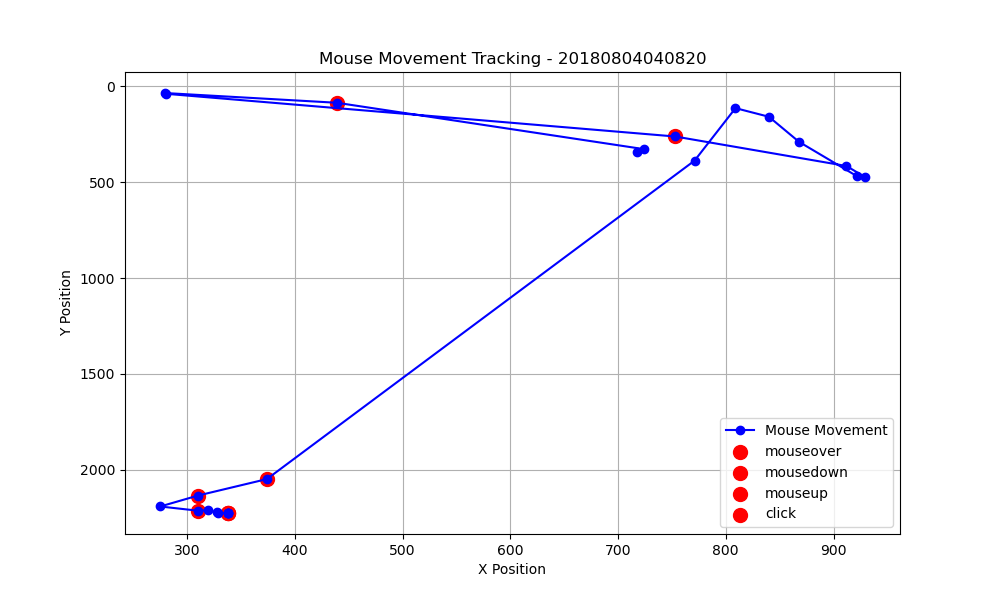 Mouse Movement Tracking - 20180804040820
0
500
1000
1500
2000
Y Position
300 400 500 600 700 800 900
X Position
Mouse Movement
mouseover
mousedown
mouseup
click